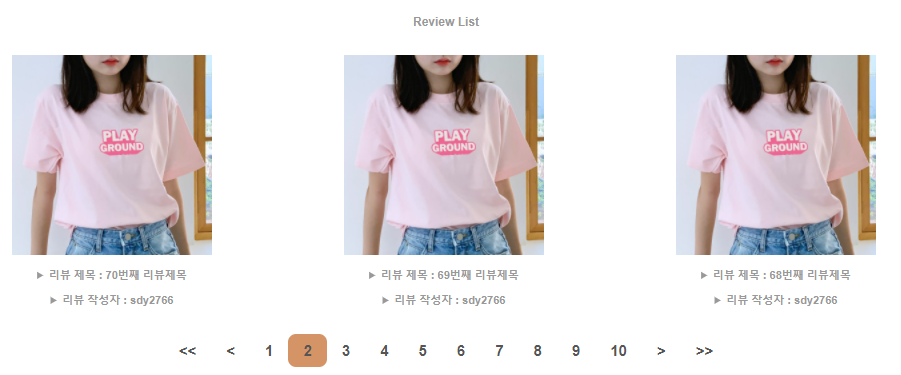 Review List
PLAY
GROUND
PLAY
GROUND
PLAY
GROUND
▶ 리뷰 제목 : 70번째 리뷰제목
▶ 리뷰 작성자 : sdy2766
▶ 리뷰 제목 : 69번째 리뷰제목
▶ 리뷰 작성자 : sdy2766
▶ 리뷰 제목 : 68번째 리뷰제목
▶ 리뷰 작성자 : sdy2766
<< < 1 2 3 4 5 6 7 8 9 10 > >>